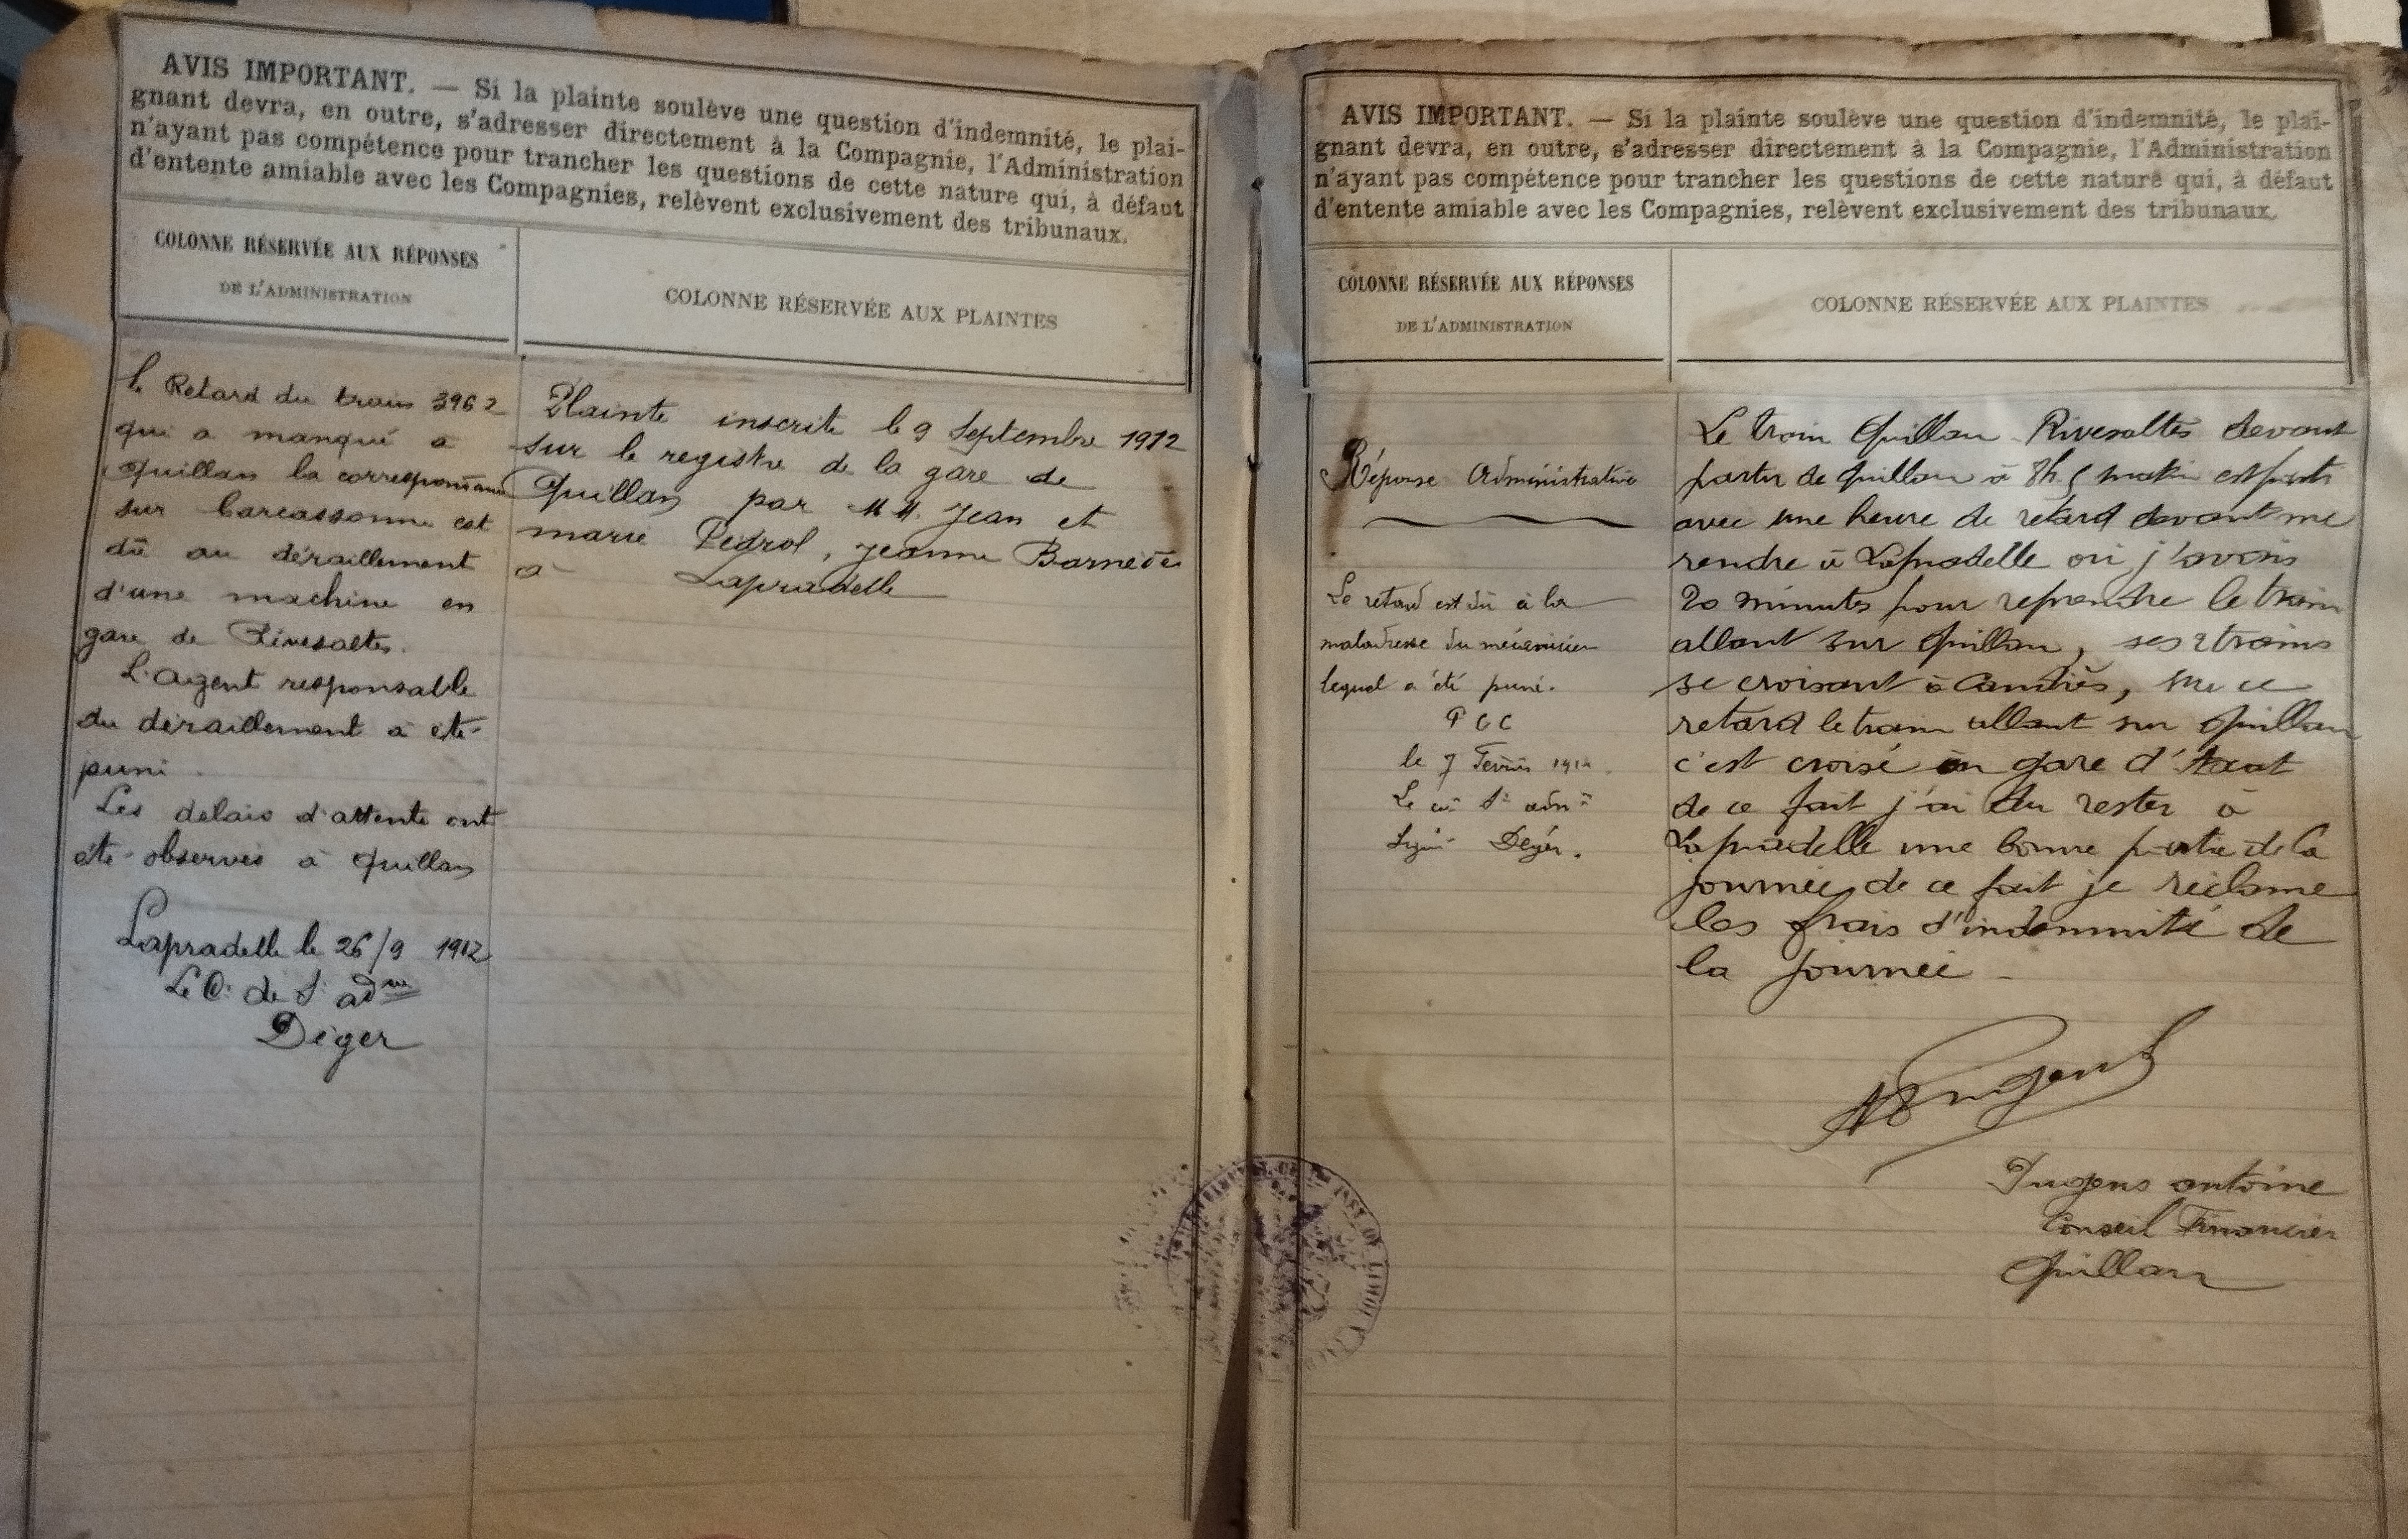 AVIS IMPORTANT. — Si la plainte soulève une question d'indemnité, le plai-
gnant devra, en outre, s'adresser directement à la Compagnie, l'Administration
n'ayant pas compétence pour trancher les questions de cette nature qui, à défaut
d'entente amiable avec les Compagnies, relèvent exclusivement des tribunaux.
COLONNE RÉSERVÉE AUX RÉPONSES
DE L'ADMINISTRATION
COLONNE RÉSERVÉE AUX PLAINTES
le Retard du train 3962
qui a manqué à
Quillan la correspondance
sur Carcassonne est
dû au déraillement
d'une machine en
gare de Rivesaltes.
L'agent responsable
du déraillement à été
puni.
Les delais d'attente ont
été observés à Quillan
Lapradelle le 26/9 1912
Le C. de S. adve
Déger
Plainte inscrite le 9 Septembre 1912
sur le registre de la gare de
Quillan par MM. Jean et
marie Pedrol, Jeanne Barnedes
à Lapradelle
AVIS IMPORTANT. — Si la plainte soulève une question d'indemnité, le plai-
gnant devra, en outre, s'adresser directement à la Compagnie, l'Administration
n'ayant pas compétence pour trancher les questions de cette nature qui, à défaut
d'entente amiable avec les Compagnies, relèvent exclusivement des tribunaux.
COLONNE RÉSERVÉE AUX RÉPONSES
DE L'ADMINISTRATION
COLONNE RÉSERVÉE AUX PLAINTES
Réponse Administrative
Le retard est dû à la
maladresse du mécanicien
lequel a été puni.
P C C
le 7 Février
Le
Signé Déger.
Le train Quillan Rivesaltes devant
partir de Quillan à 8h.5 matin est parti
avec une heure de retard devant me
rendre à Lapradelle ou j'avais
20 minutes pour reprendre le train
allant sur Quillan, ses 2 trains
se croisant à Caudiès, sur ce
retard le train allant sur Quillan
c'est croisé en gare d'Axat
de ce fait j'ai du rester à
Lapradelle une bonne partie de la
journée, de ce fait je réclame
les frais d'indemnité de
la journée -
Pugens antoine
Conseil Financier
Quillan